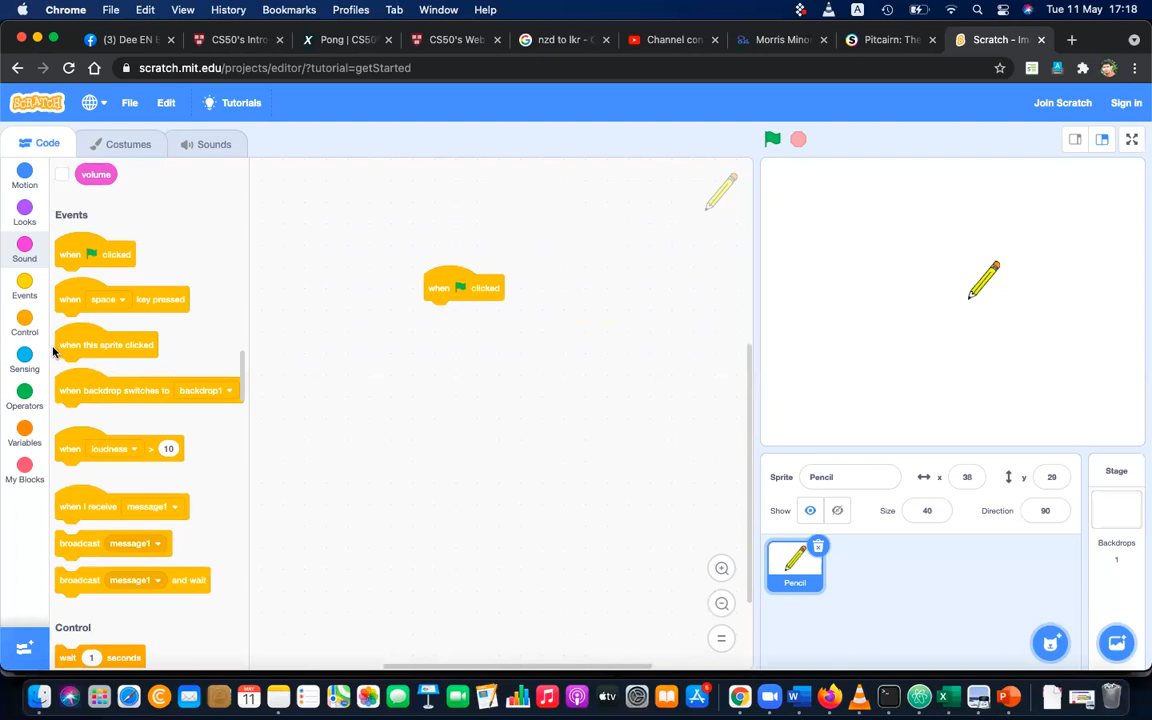 Chrome File Edit View History Bookmarks Profiles Tab Window Help A Tue 11 May 17:18
(3) Dee EN E CS50's Intro Pong | CS50' CS50's Web nzd to lkr - G Channel con Morris Mino Pitcairn: The Scratch - Im
scratch.mit.edu/projects/editor/?tutorial=getStarted
SCRATCH File Edit Tutorials Join Scratch Sign in
Code Costumes Sounds
Motion
Looks
Sound
Events
Control
Sensing
Operators
Variables
My Blocks
volume
Events
when clicked
when space key pressed
when this sprite clicked
when backdrop switches to backdrop1
when loudness > 10
when I receive message1
broadcast message1
broadcast message1 and wait
Control
wait 1 seconds
when clicked
Sprite Pencil x 38 y 29
Show Size 40 Direction 90
Pencil
Stage
Backdrops
1